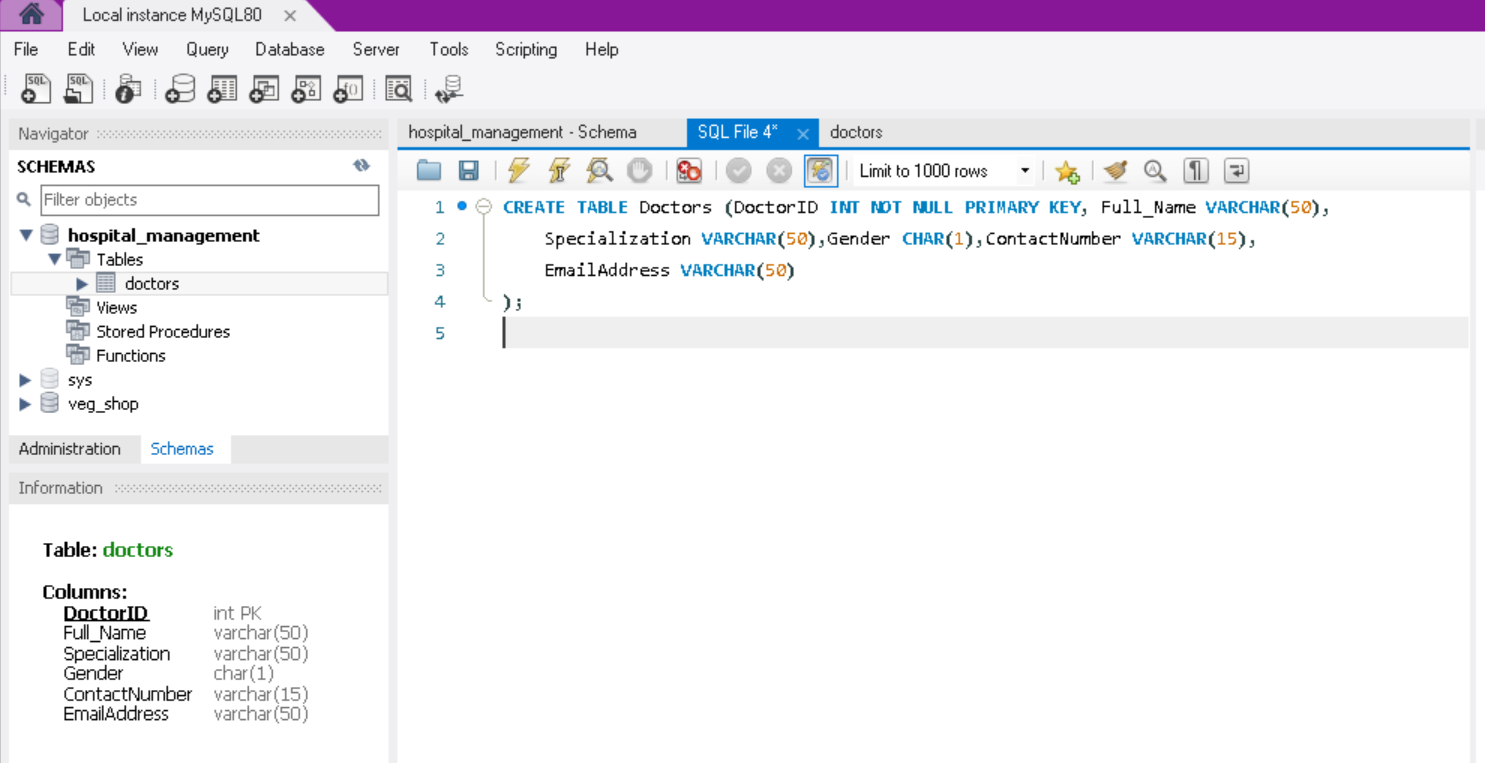 Local instance MySQL80 ×
File Edit View Query Database Server Tools Scripting Help
SQL SQL
Navigator
SCHEMAS
Filter objects
hospital_management
Tables
doctors
Views
Stored Procedures
Functions
sys
veg_shop
Administration Schemas
Information
Table: doctors
Columns:
DoctorID int PK
Full_Name varchar(50)
Specialization varchar(50)
Gender char(1)
ContactNumber varchar(15)
EmailAddress varchar(50)
hospital_management - Schema SQL File 4* × doctors
Limit to 1000 rows
1 CREATE TABLE Doctors (DoctorID INT NOT NULL PRIMARY KEY, Full_Name VARCHAR(50),
2 Specialization VARCHAR(50),Gender CHAR(1),ContactNumber VARCHAR(15),
3 EmailAddress VARCHAR(50)
4 );
5